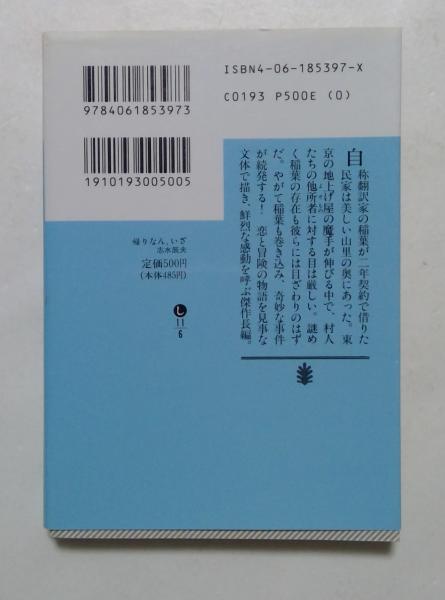 ISBN4-06-185397-X
C0193 P500E (0)
9784061853973
1910193005005
帰りなん、いざ
志水辰夫
定価500円
(本体485円)
し
11
6
自称翻訳家の稲葉が二年契約で借りた
民家は美しい山里の奥にあった。東
京の地上げ屋の魔手が伸びる中で、村人
たちの他所者に対する目は厳しい。謎め
く稲葉の存在も彼らには目ざわりのはず
だ。やがて稲葉も巻き込み、奇妙な事件
が続発する! 恋と冒険の物語を見事な
文体で描き、鮮烈な感動を呼ぶ傑作長編。